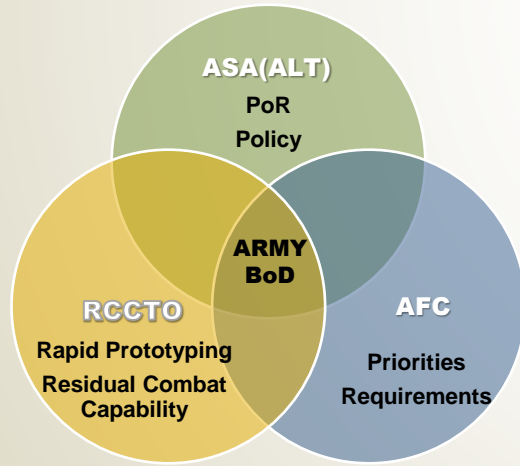 ASA(ALT)
PoR
Policy
ARMY
BoD
RCCTO
Rapid Prototyping
Residual Combat
Capability
AFC
Priorities
Requirements